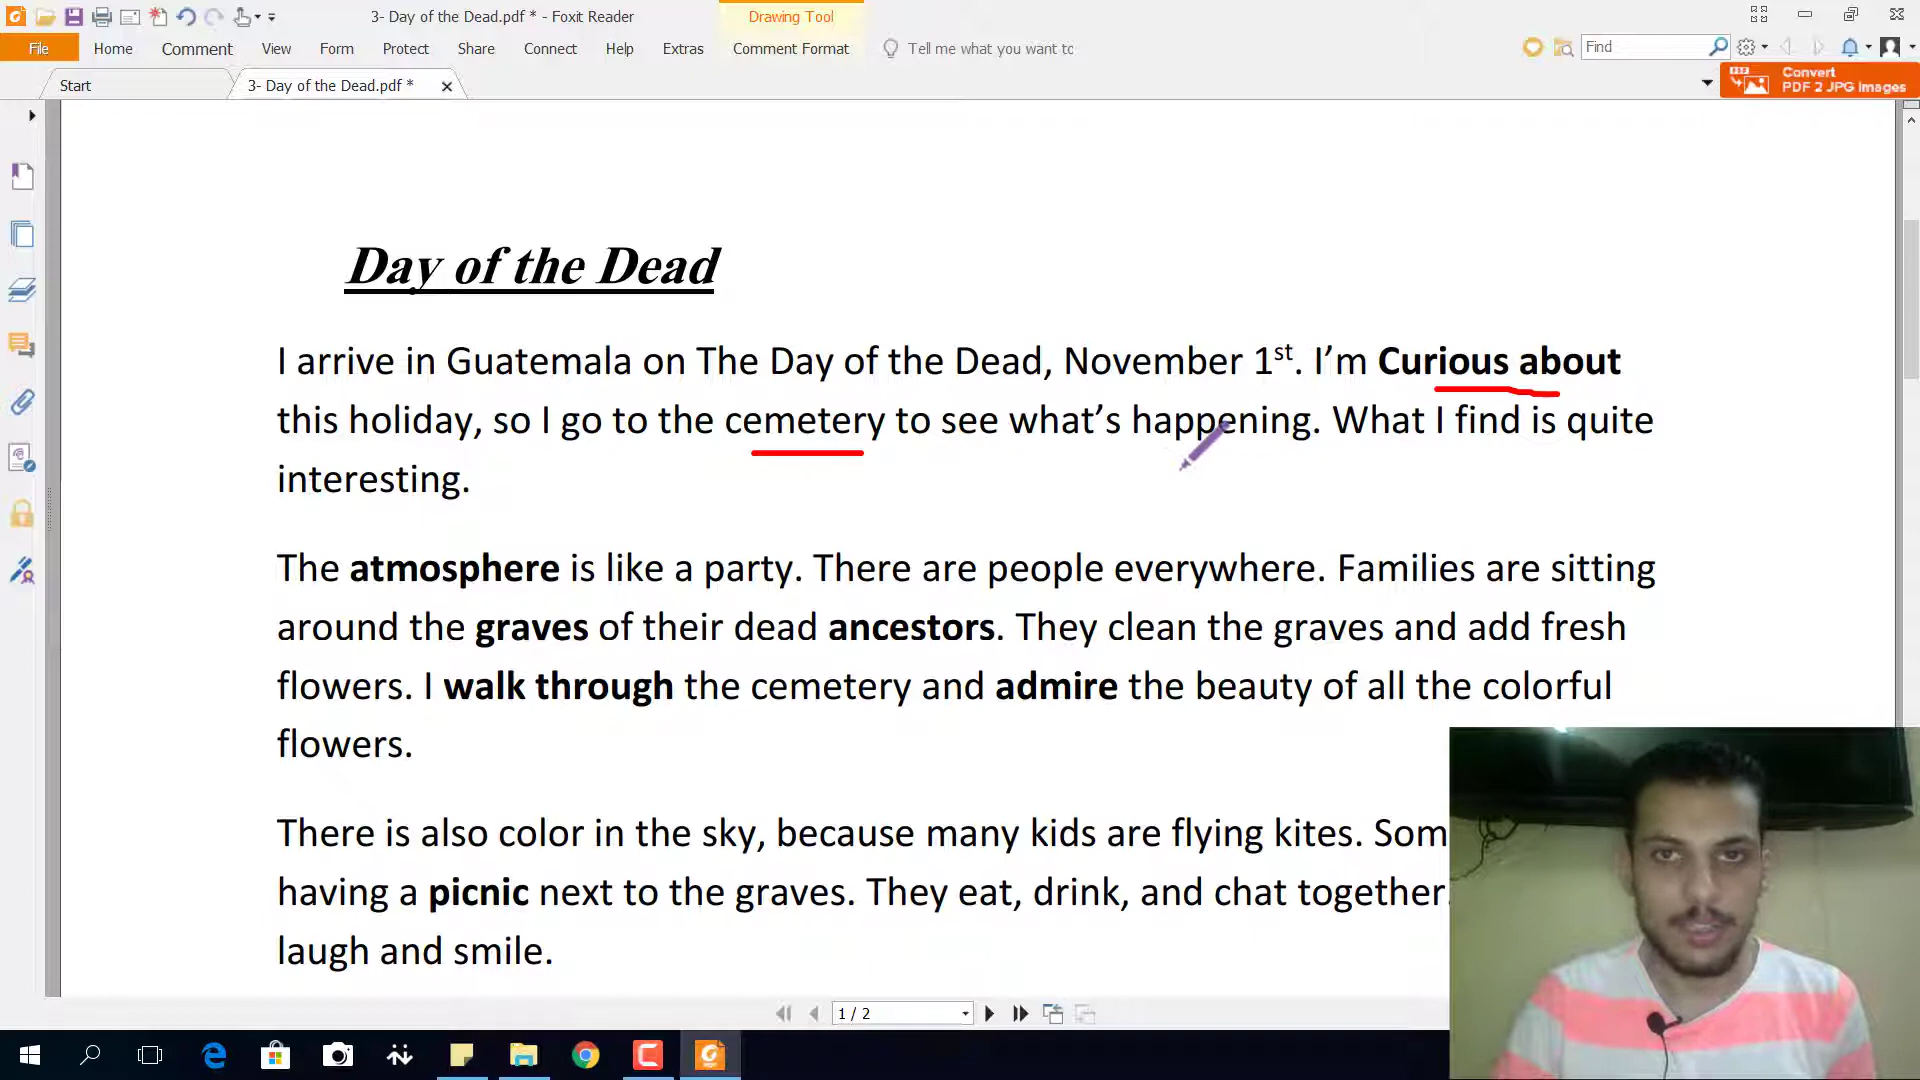 3- Day of the Dead.pdf * - Foxit Reader
Drawing Tool
File Home Comment View Form Protect Share Connect Help Extras Comment Format Tell me what you want to Find
Start 3- Day of the Dead.pdf *
Convert
PDF 2 JPG Images
Day of the Dead
I arrive in Guatemala on The Day of the Dead, November 1st. I'm Curious about
this holiday, so I go to the cemetery to see what's happening. What I find is quite
interesting.
The atmosphere is like a party. There are people everywhere. Families are sitting
around the graves of their dead ancestors. They clean the graves and add fresh
flowers. I walk through the cemetery and admire the beauty of all the colorful
flowers.
There is also color in the sky, because many kids are flying kites. Som
having a picnic next to the graves. They eat, drink, and chat together.
laugh and smile.
1 / 2